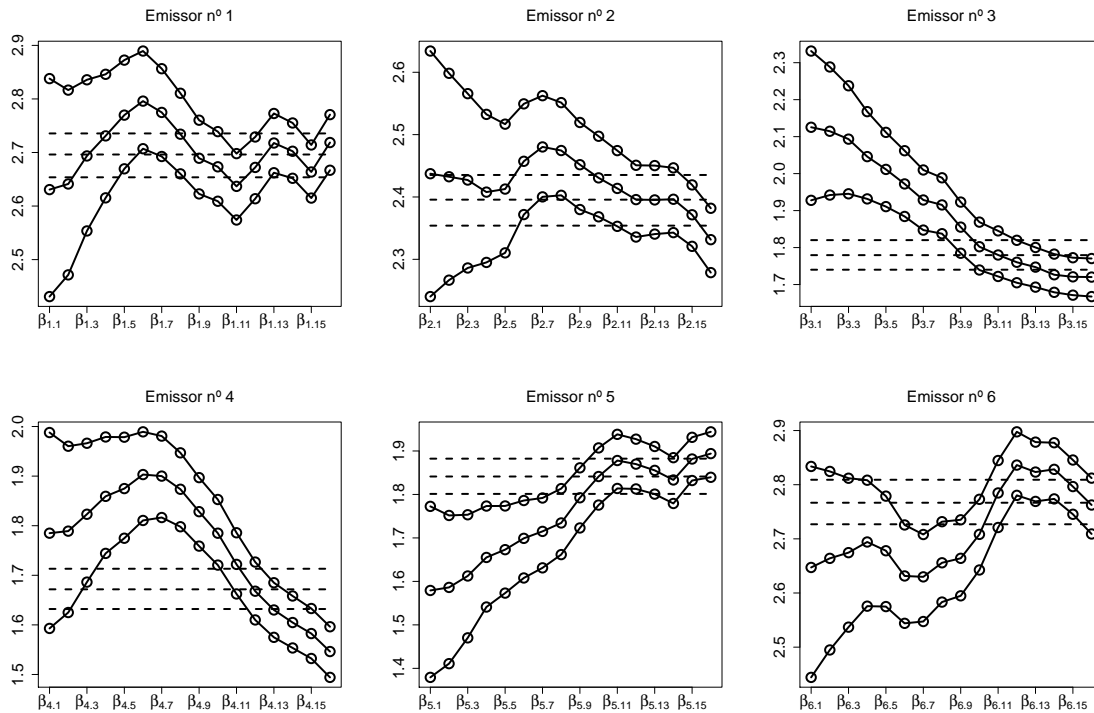 Emissor nº 1
2.5 2.6 2.7 2.8 2.9
β1.1 β1.3 β1.5 β1.7 β1.9 β1.11 β1.13 β1.15
Emissor nº 2
2.3 2.4 2.5 2.6
β2.1 β2.3 β2.5 β2.7 β2.9 β2.11 β2.13 β2.15
Emissor nº 3
1.7 1.8 1.9 2.0 2.1 2.2 2.3
β3.1 β3.3 β3.5 β3.7 β3.9 β3.11 β3.13 β3.15
Emissor nº 4
1.5 1.6 1.7 1.8 1.9 2.0
β4.1 β4.3 β4.5 β4.7 β4.9 β4.11 β4.13 β4.15
Emissor nº 5
1.4 1.5 1.6 1.7 1.8 1.9
β5.1 β5.3 β5.5 β5.7 β5.9 β5.11 β5.13 β5.15
Emissor nº 6
2.5 2.6 2.7 2.8 2.9
β6.1 β6.3 β6.5 β6.7 β6.9 β6.11 β6.13 β6.15